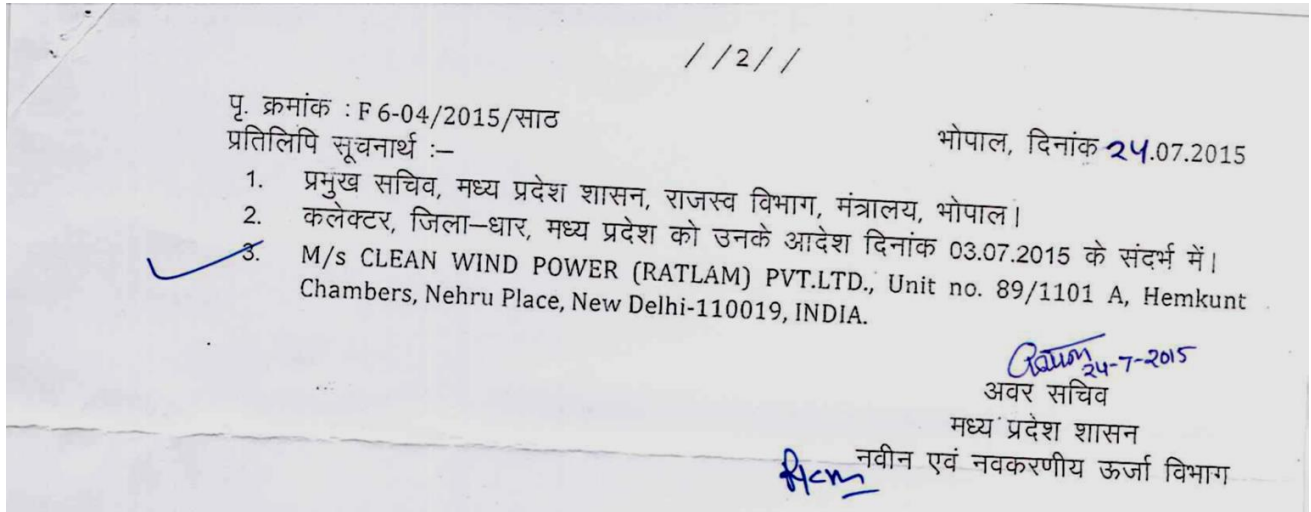 //2//
पृ. क्रमांक : F 6-04/2015/साठ
भोपाल, दिनांक 24.07.2015
प्रतिलिपि सूचनार्थ :–
1. प्रमुख सचिव, मध्य प्रदेश शासन, राजस्व विभाग, मंत्रालय, भोपाल।
2. कलेक्टर, जिला–धार, मध्य प्रदेश को उनके आदेश दिनांक 03.07.2015 के संदर्भ में।
3. M/s CLEAN WIND POWER (RATLAM) PVT.LTD., Unit no. 89/1101 A, Hemkunt
Chambers, Nehru Place, New Delhi-110019, INDIA.
24-7-2015
अवर सचिव
मध्य प्रदेश शासन
नवीन एवं नवकरणीय ऊर्जा विभाग